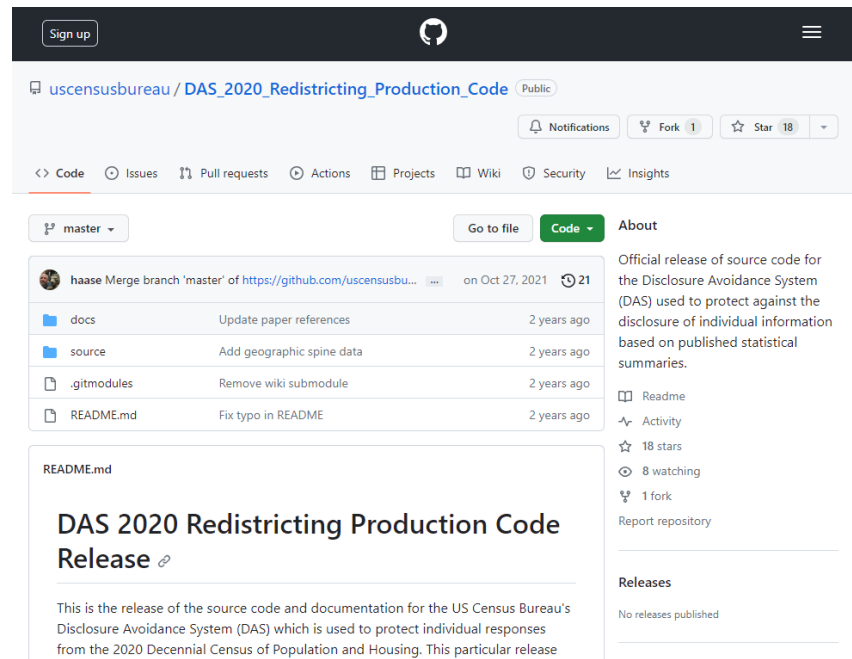 Sign up
uscensusbureau / DAS_2020_Redistricting_Production_Code Public
Notifications Fork 1 Star 18
Code Issues Pull requests Actions Projects Wiki Security Insights
master Go to file Code
haase Merge branch 'master' of https://github.com/uscensusbu... ... on Oct 27, 2021 21
docs Update paper references 2 years ago
source Add geographic spine data 2 years ago
.gitmodules Remove wiki submodule 2 years ago
README.md Fix typo in README 2 years ago
README.md
DAS 2020 Redistricting Production Code
Release
This is the release of the source code and documentation for the US Census Bureau's
Disclosure Avoidance System (DAS) which is used to protect individual responses
from the 2020 Decennial Census of Population and Housing. This particular release
About
Official release of source code for
the Disclosure Avoidance System
(DAS) used to protect against the
disclosure of individual information
based on published statistical
summaries.
Readme
Activity
18 stars
8 watching
1 fork
Report repository
Releases
No releases published